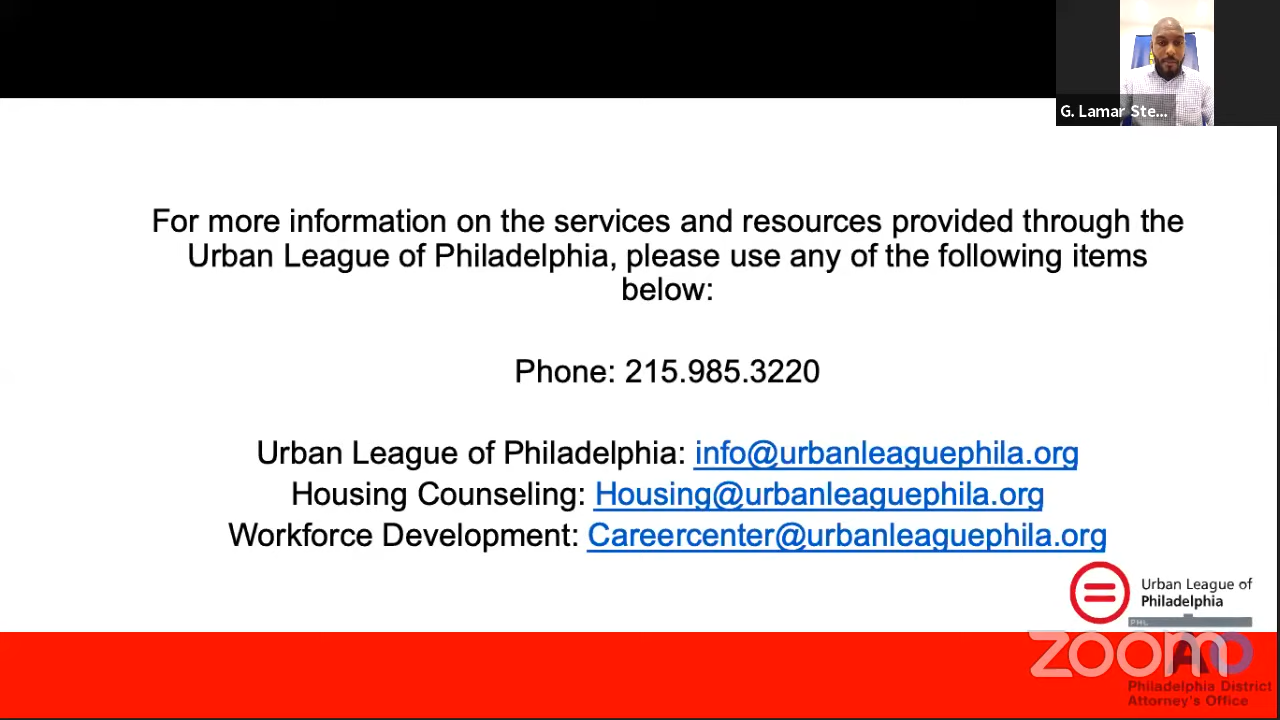 G. Lamar Ste...
For more information on the services and resources provided through the
Urban League of Philadelphia, please use any of the following items
below:
Phone: 215.985.3220
Urban League of Philadelphia: info@urbanleaguephila.org
Housing Counseling: Housing@urbanleaguephila.org
Workforce Development: Careercenter@urbanleaguephila.org
Urban League of
Philadelphia
PHL
zoom
AO
Philadelphia District
Attorney's Office